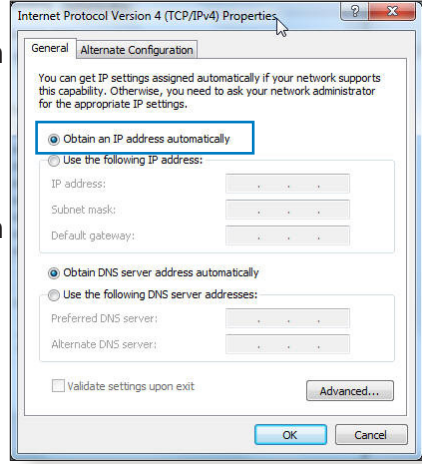 Internet Protocol Version 4 (TCP/IPv4) Properties
General
Alternate Configuration
You can get IP settings assigned automatically if your network supports
this capability. Otherwise, you need to ask your network administrator
for the appropriate IP settings.
Obtain an IP address automatically
Use the following IP address:
IP address:
Subnet mask:
Default gateway:
Obtain DNS server address automatically
Use the following DNS server addresses:
Preferred DNS server:
Alternate DNS server:
Validate settings upon exit
Advanced...
OK
Cancel